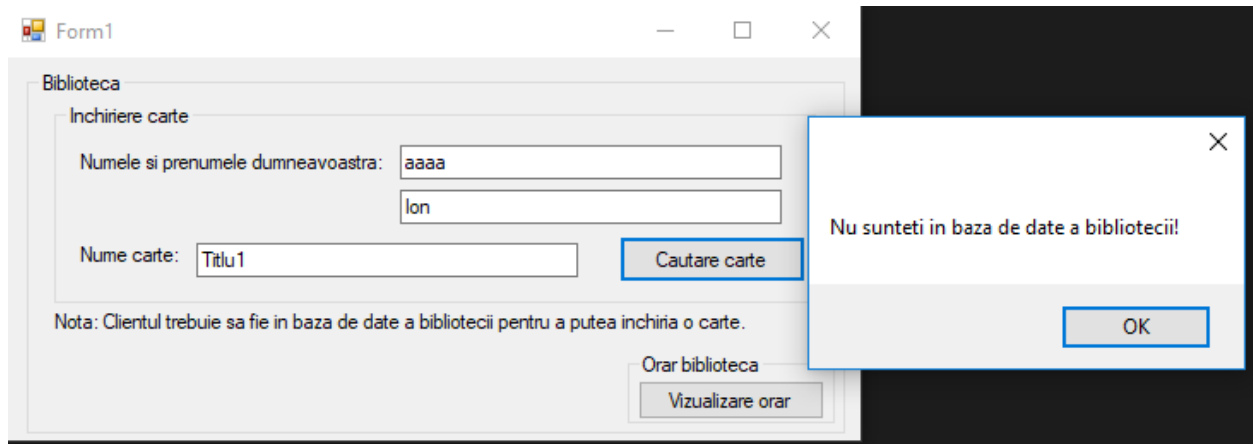 Form1
Biblioteca
Inchiriere carte
Numele si prenumele dumneavoastra: aaaa
Ion
Nume carte: Titlu1 Cautare carte
Nota: Clientul trebuie sa fie in baza de date a bibliotecii pentru a putea inchiria o carte.
Orar biblioteca
Vizualizare orar
Nu sunteti in baza de date a bibliotecii!
OK